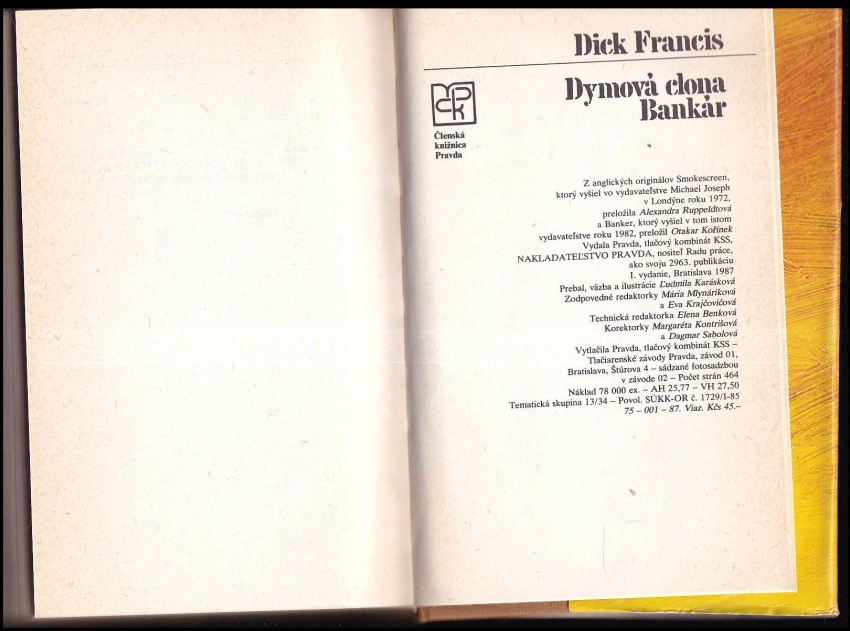 Dick Francis
Dymová clona
Bankár
Členská
knižnica
Pravda
Z anglických originálov Smokescreen,
ktorý vyšiel vo vydavateľstve Michael Joseph
v Londýne roku 1972,
preložila Alexandra Ruppeldtová
a Banker, ktorý vyšiel v tom istom
vydavateľstve roku 1982, preložil Otakar Kořínek
Vydala Pravda, tlačový kombinát KSS,
NAKLADATEĽSTVO PRAVDA, nositeľ Radu práce,
ako svoju 2963. publikáciu
I. vydanie, Bratislava 1987
Prebal, väzba a ilustrácie Ľudmila Karásková
Zodpovedné redaktorky Mária Mlynáriková
a Eva Krajčovičová
Technická redaktorka Elena Benková
Korektorky Margaréta Kontrišová
a Dagmar Sabolová
Vytlačila Pravda, tlačový kombinát KSS –
Tlačiarenské závody Pravda, závod 01,
Bratislava, Štúrova 4 – sádzané fotosadzbou
v závode 02 – Počet strán 464
Náklad 78 000 ex. – AH 25,77 – VH 27,50
Tematická skupina 13/34 – Povol. SÚKK-OR č. 1729/I-85
75 – 001 – 87. Viaz. Kčs 45.–